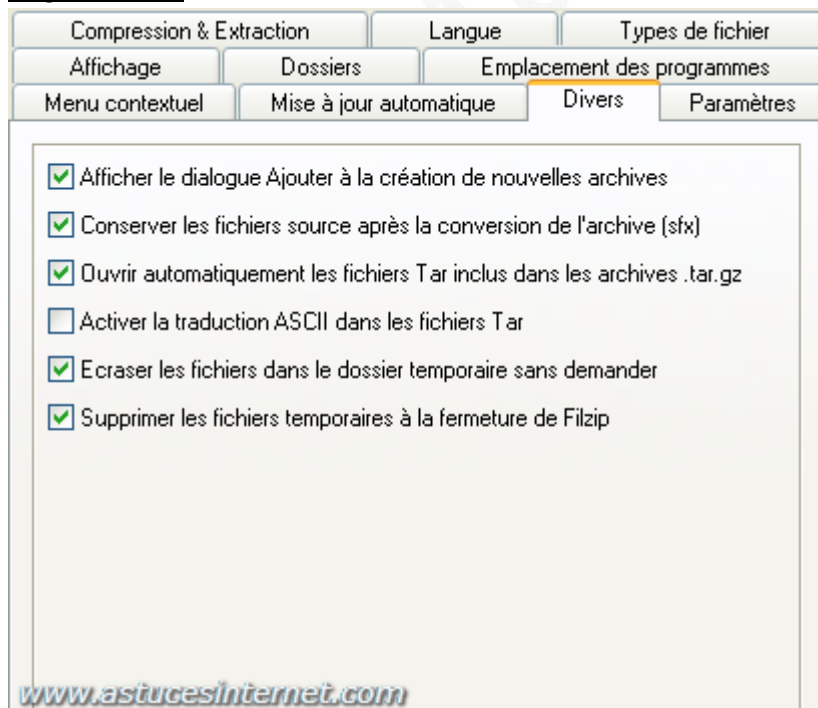 Compression & Extraction Langue Types de fichier
Affichage Dossiers Emplacement des programmes
Menu contextuel Mise à jour automatique Divers Paramètres
Afficher le dialogue Ajouter à la création de nouvelles archives
Conserver les fichiers source après la conversion de l'archive (sfx)
Ouvrir automatiquement les fichiers Tar inclus dans les archives .tar.gz
Activer la traduction ASCII dans les fichiers Tar
Ecraser les fichiers dans le dossier temporaire sans demander
Supprimer les fichiers temporaires à la fermeture de Filzip
www.astucesinternet.com